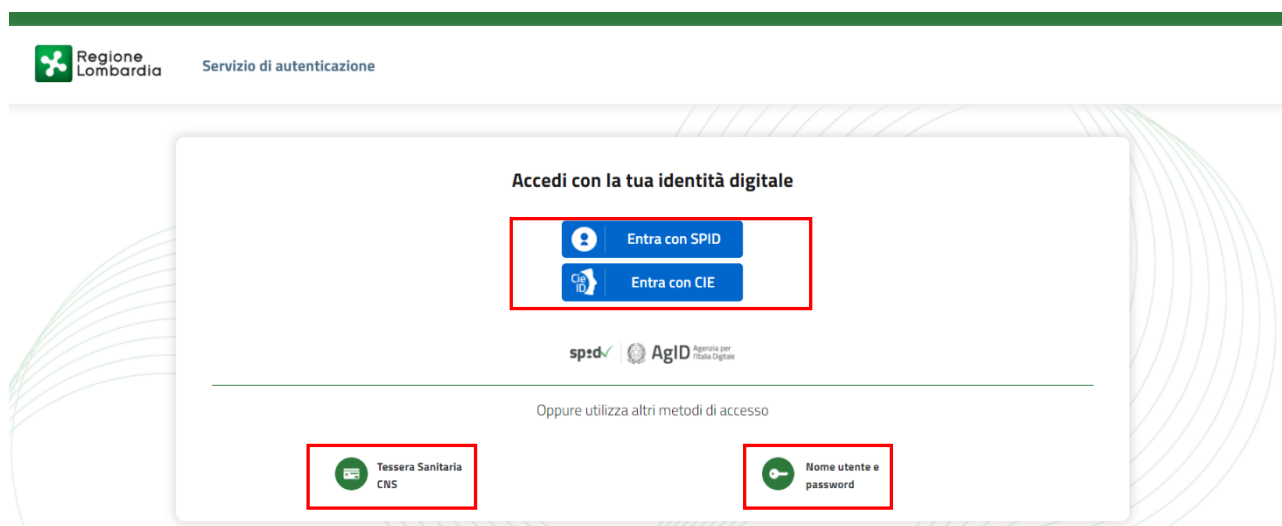 Regione
Lombardia
Servizio di autenticazione
Accedi con la tua identità digitale
Entra con SPID
Cie
ID
Entra con CIE
spid
AgID
Agenzia per
l'Italia Digitale
Oppure utilizza altri metodi di accesso
Tessera Sanitaria
CNS
Nome utente e
password